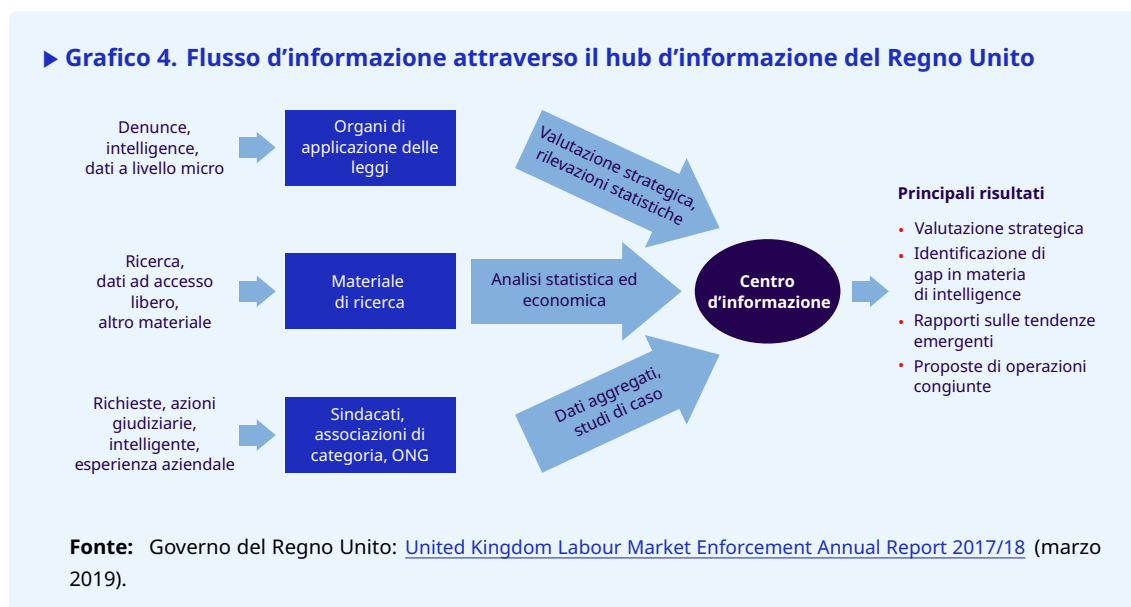 ▶ Grafico 4. Flusso d’informazione attraverso il hub d’informazione del Regno Unito
Denunce,
intelligence,
dati a livello micro
Organi di
applicazione delle
leggi
Valutazione strategica,
rilevazioni statistiche
Ricerca,
dati ad accesso
libero,
altro materiale
Materiale
di ricerca
Analisi statistica ed
economica
Richieste, azioni
giudiziarie,
intelligente,
esperienza aziendale
Sindacati,
associazioni di
categoria, ONG
Dati aggregati,
studi di caso
Centro
d’informazione
Principali risultati
• Valutazione strategica
• Identificazione di
gap in materia
di intelligence
• Rapporti sulle tendenze
emergenti
• Proposte di operazioni
congiunte
Fonte: Governo del Regno Unito: United Kingdom Labour Market Enforcement Annual Report 2017/18 (marzo
2019).